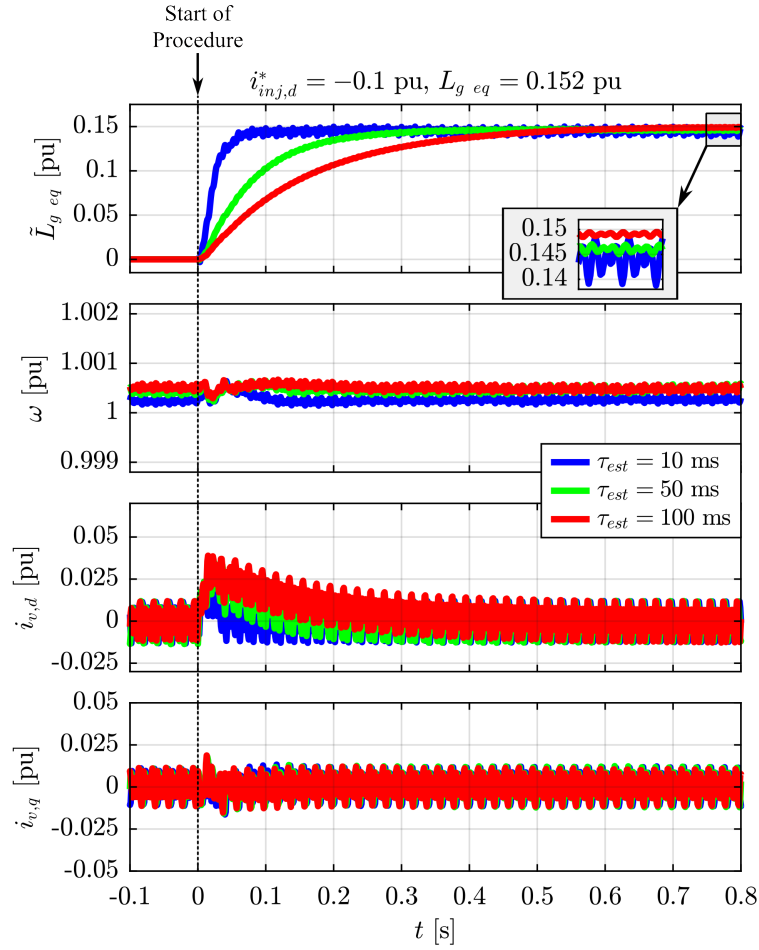 Start of
Procedure
i*inj,d = −0.1 pu, Lg eq = 0.152 pu
0.15
0.1
0.05
0
L̃g eq [pu]
0.15
0.145
0.14
1.002
1.001
1
0.999
ω [pu]
τest = 10 ms
τest = 50 ms
τest = 100 ms
0.05
0.025
0
-0.025
iv,d [pu]
0.05
0.025
0
-0.025
-0.05
iv,q [pu]
-0.1 0 0.1 0.2 0.3 0.4 0.5 0.6 0.7 0.8
t [s]